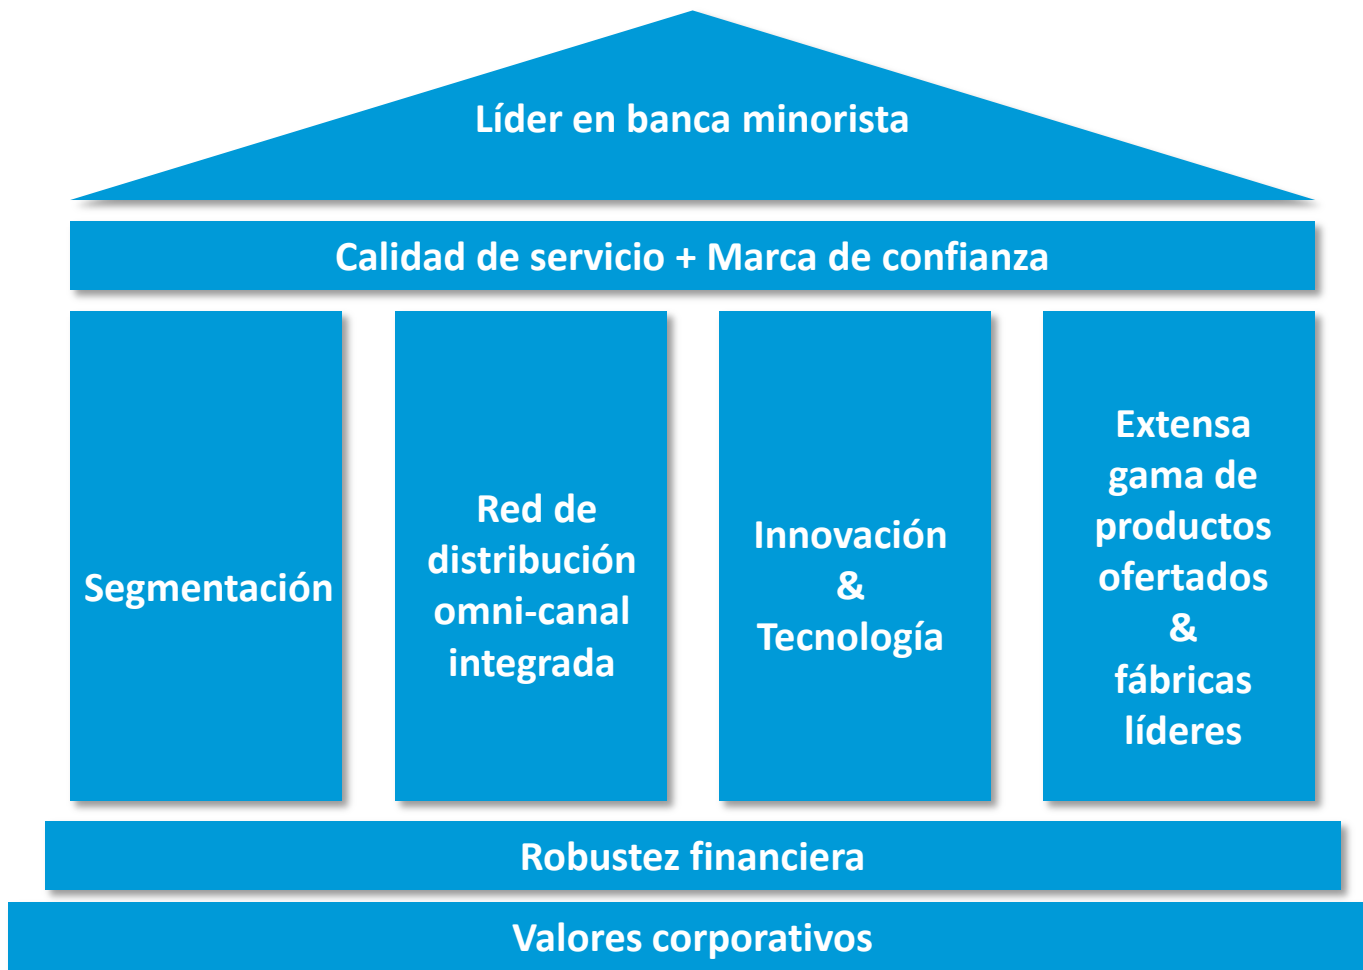 Líder en banca minorista
Calidad de servicio + Marca de confianza
Segmentación
Red de
distribución
omni-canal
integrada
Innovación
&
Tecnología
Extensa
gama de
productos
ofertados
&
fábricas
líderes
Robustez financiera
Valores corporativos